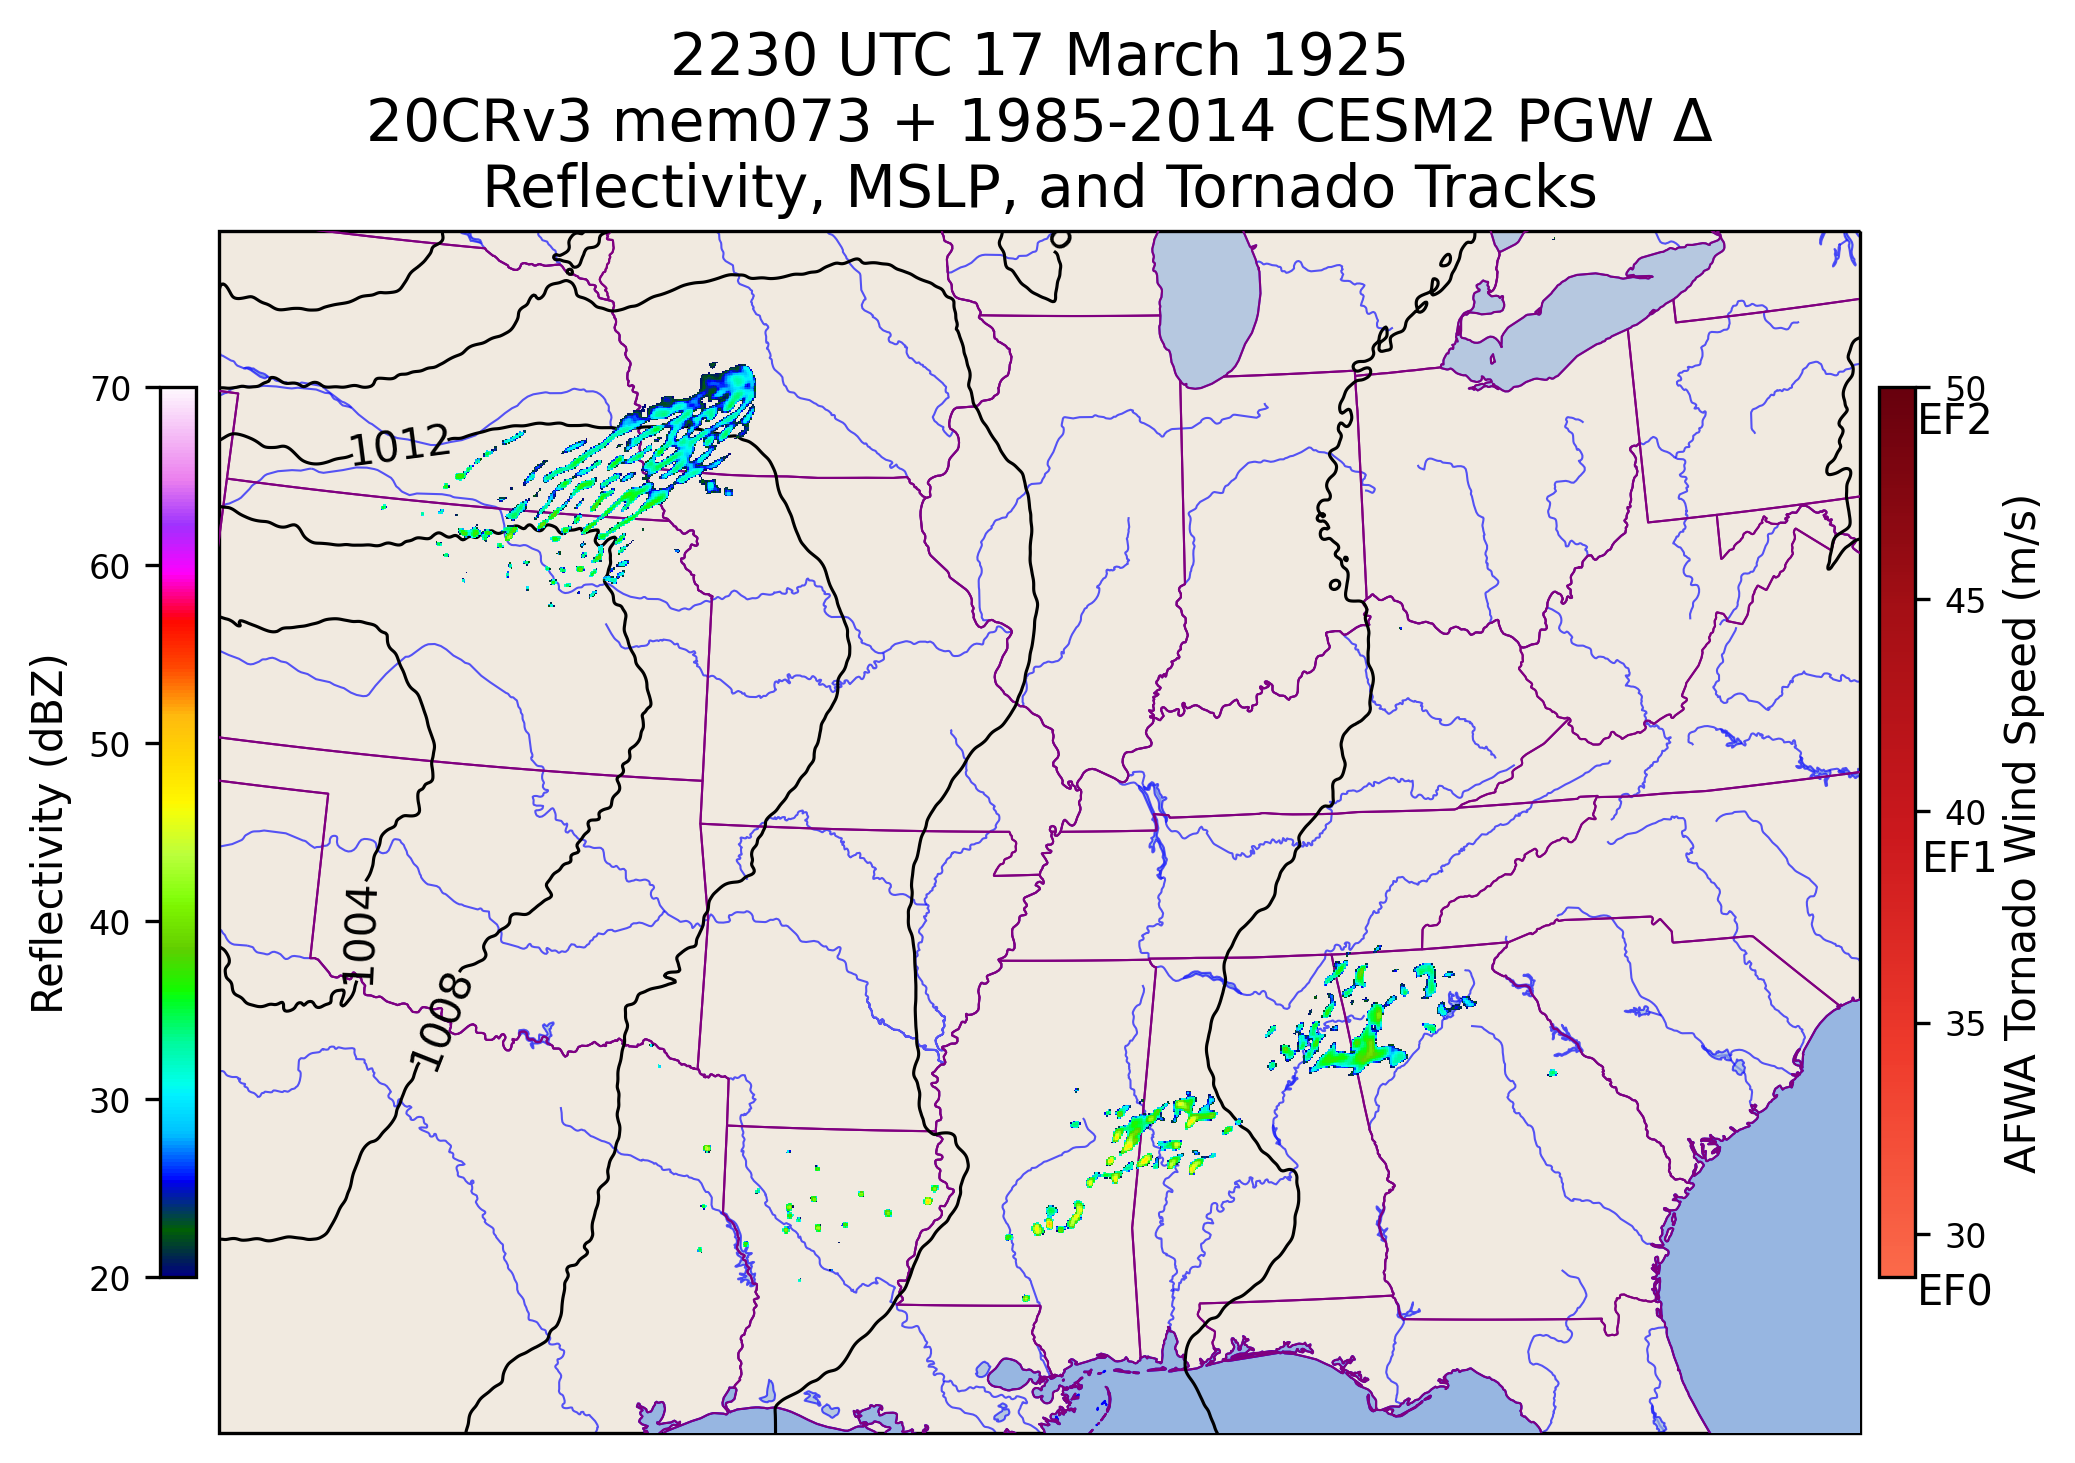 2230 UTC 17 March 1925
20CRv3 mem073 + 1985-2014 CESM2 PGW Δ
Reflectivity, MSLP, and Tornado Tracks
Reflectivity (dBZ)
70
60
50
40
30
20
1012
1004
1008
50
EF2
45
40
EF1
35
30
EF0
AFWA Tornado Wind Speed (m/s)